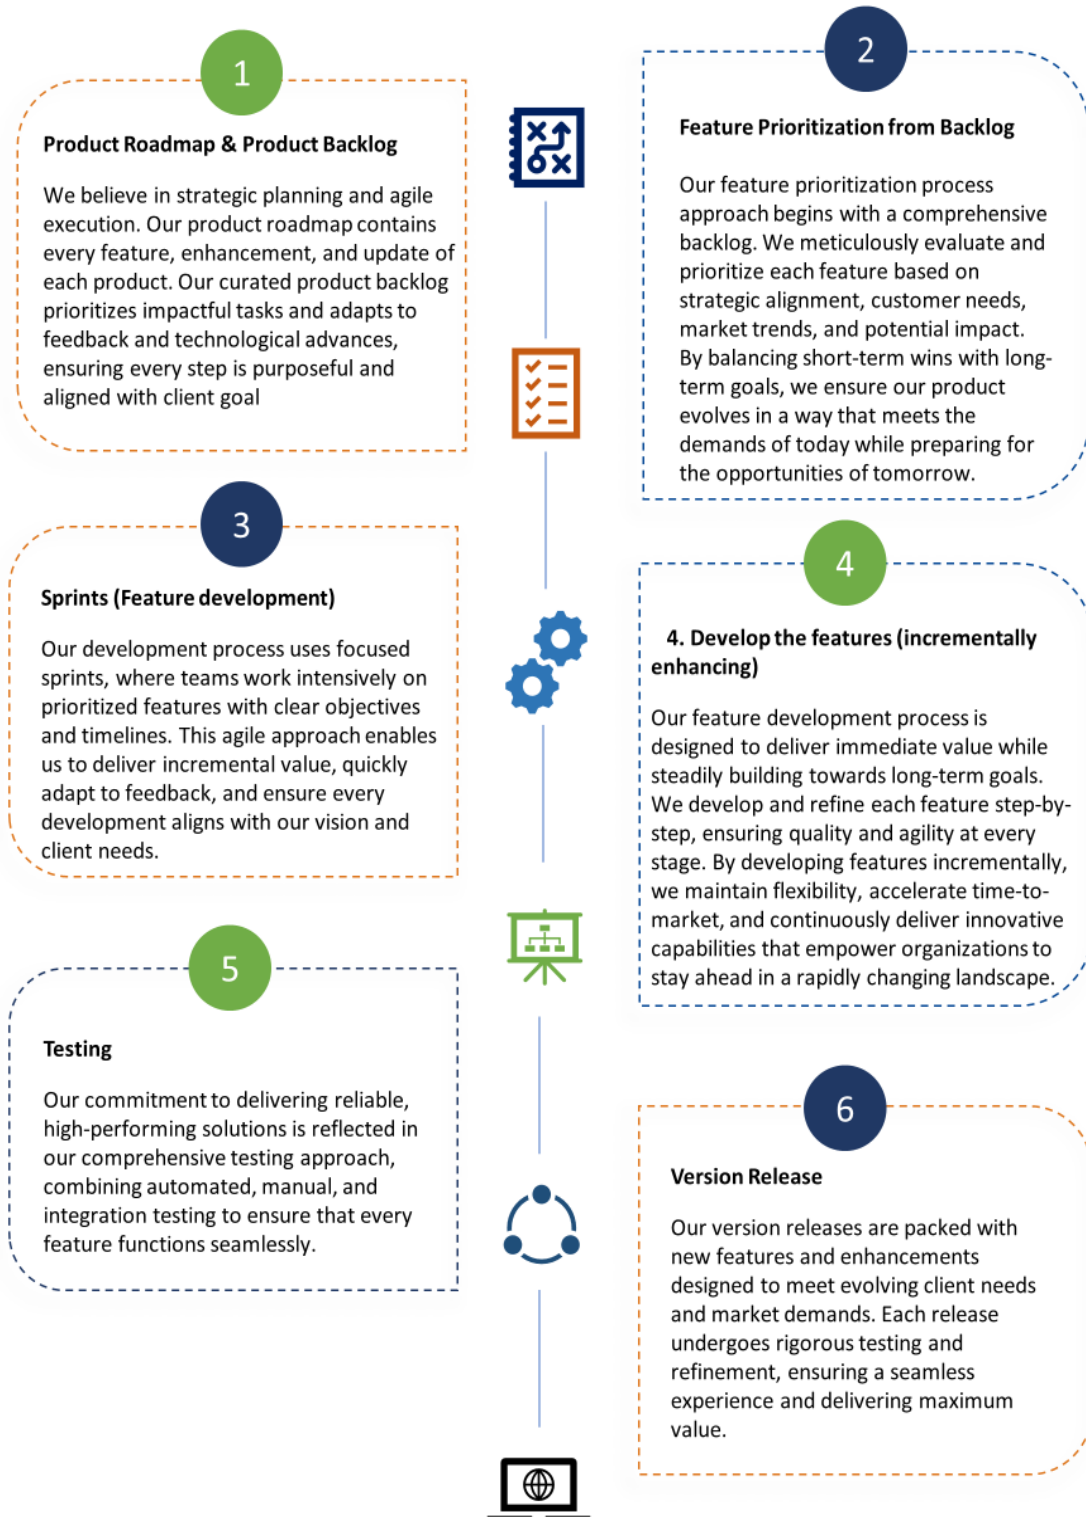 1
Product Roadmap & Product Backlog
We believe in strategic planning and agile
execution. Our product roadmap contains
every feature, enhancement, and update of
each product. Our curated product backlog
prioritizes impactful tasks and adapts to
feedback and technological advances,
ensuring every step is purposeful and
aligned with client goal
2
Feature Prioritization from Backlog
Our feature prioritization process
approach begins with a comprehensive
backlog. We meticulously evaluate and
prioritize each feature based on
strategic alignment, customer needs,
market trends, and potential impact.
By balancing short-term wins with long-
term goals, we ensure our product
evolves in a way that meets the
demands of today while preparing for
the opportunities of tomorrow.
3
Sprints (Feature development)
Our development process uses focused
sprints, where teams work intensively on
prioritized features with clear objectives
and timelines. This agile approach enables
us to deliver incremental value, quickly
adapt to feedback, and ensure every
development aligns with our vision and
client needs.
4
4. Develop the features (incrementally
enhancing)
Our feature development process is
designed to deliver immediate value while
steadily building towards long-term goals.
We develop and refine each feature step-by-
step, ensuring quality and agility at every
stage. By developing features incrementally,
we maintain flexibility, accelerate time-to-
market, and continuously deliver innovative
capabilities that empower organizations to
stay ahead in a rapidly changing landscape.
5
Testing
Our commitment to delivering reliable,
high-performing solutions is reflected in
our comprehensive testing approach,
combining automated, manual, and
integration testing to ensure that every
feature functions seamlessly.
6
Version Release
Our version releases are packed with
new features and enhancements
designed to meet evolving client needs
and market demands. Each release
undergoes rigorous testing and
refinement, ensuring a seamless
experience and delivering maximum
value.